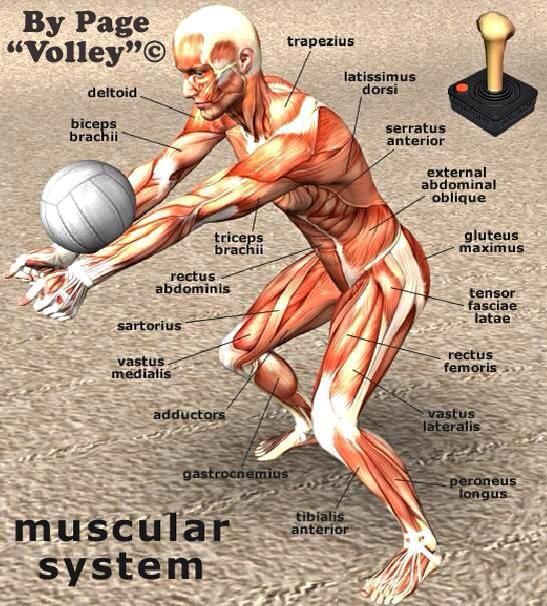 By Page
“Volley”©
trapezius
latissimus
dorsi
deltoid
biceps
brachii
serratus
anterior
external
abdominal
oblique
triceps
brachii
gluteus
maximus
rectus
abdominis
tensor
fasciae
latae
sartorius
vastus
medialis
rectus
femoris
adductors
vastus
lateralis
gastrocnemius
peroneus
longus
tibialis
anterior
muscular
system